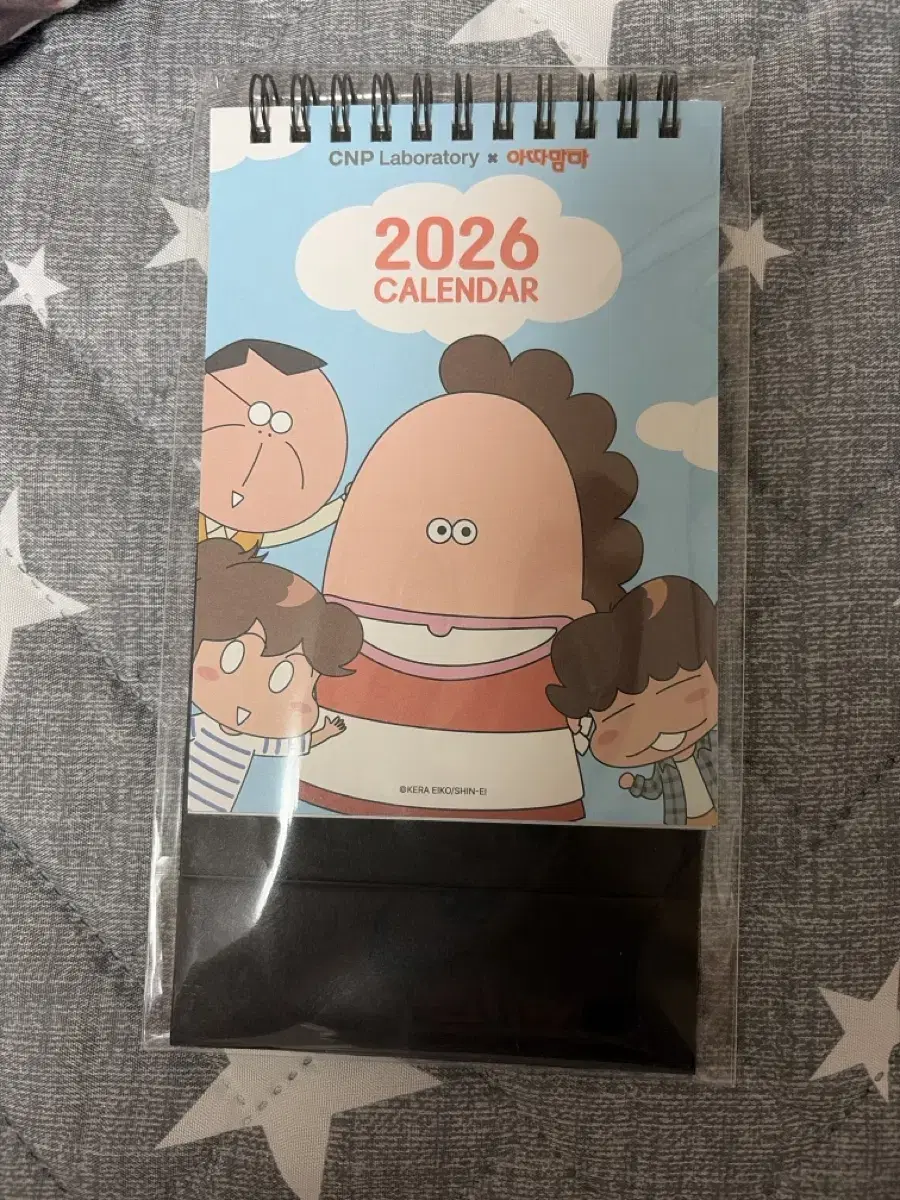 CNP Laboratory × 아따맘마
2026
CALENDAR
©KERA EIKO/SHIN-EI